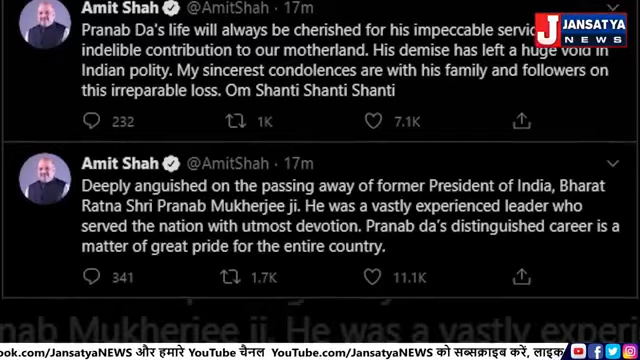 Amit Shah @AmitShah · 17m
Pranab Da's life will always be cherished for his impeccable servic
indelible contribution to our motherland. His demise has left a huge void in
Indian polity. My sincerest condolences are with his family and followers on
this irreparable loss. Om Shanti Shanti Shanti
232 1K 7.1K
JANSATYA
NEWS
Amit Shah @AmitShah · 17m
Deeply anguished on the passing away of former President of India, Bharat
Ratna Shri Pranab Mukherjee ji. He was a vastly experienced leader who
served the nation with utmost devotion. Pranab da's distinguished career is a
matter of great pride for the entire country.
341 1.7K 11.1K
nab Mukherjee ji. He was a vastly experi
ook.com/JansatyaNEWS और हमारे YouTube चैनल YouTube.com/JansatyaNEWS को सब्सक्राइब करें, लाइक